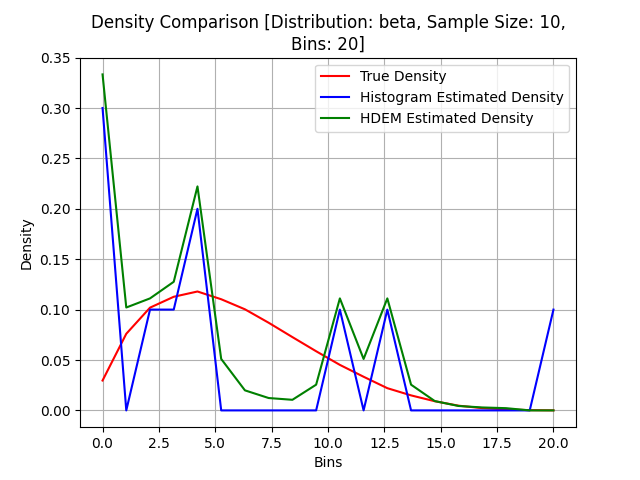 Density Comparison [Distribution: beta, Sample Size: 10,
Bins: 20]
True Density
Histogram Estimated Density
HDEM Estimated Density
Density
0.35
0.30
0.25
0.20
0.15
0.10
0.05
0.00
0.0 2.5 5.0 7.5 10.0 12.5 15.0 17.5 20.0
Bins